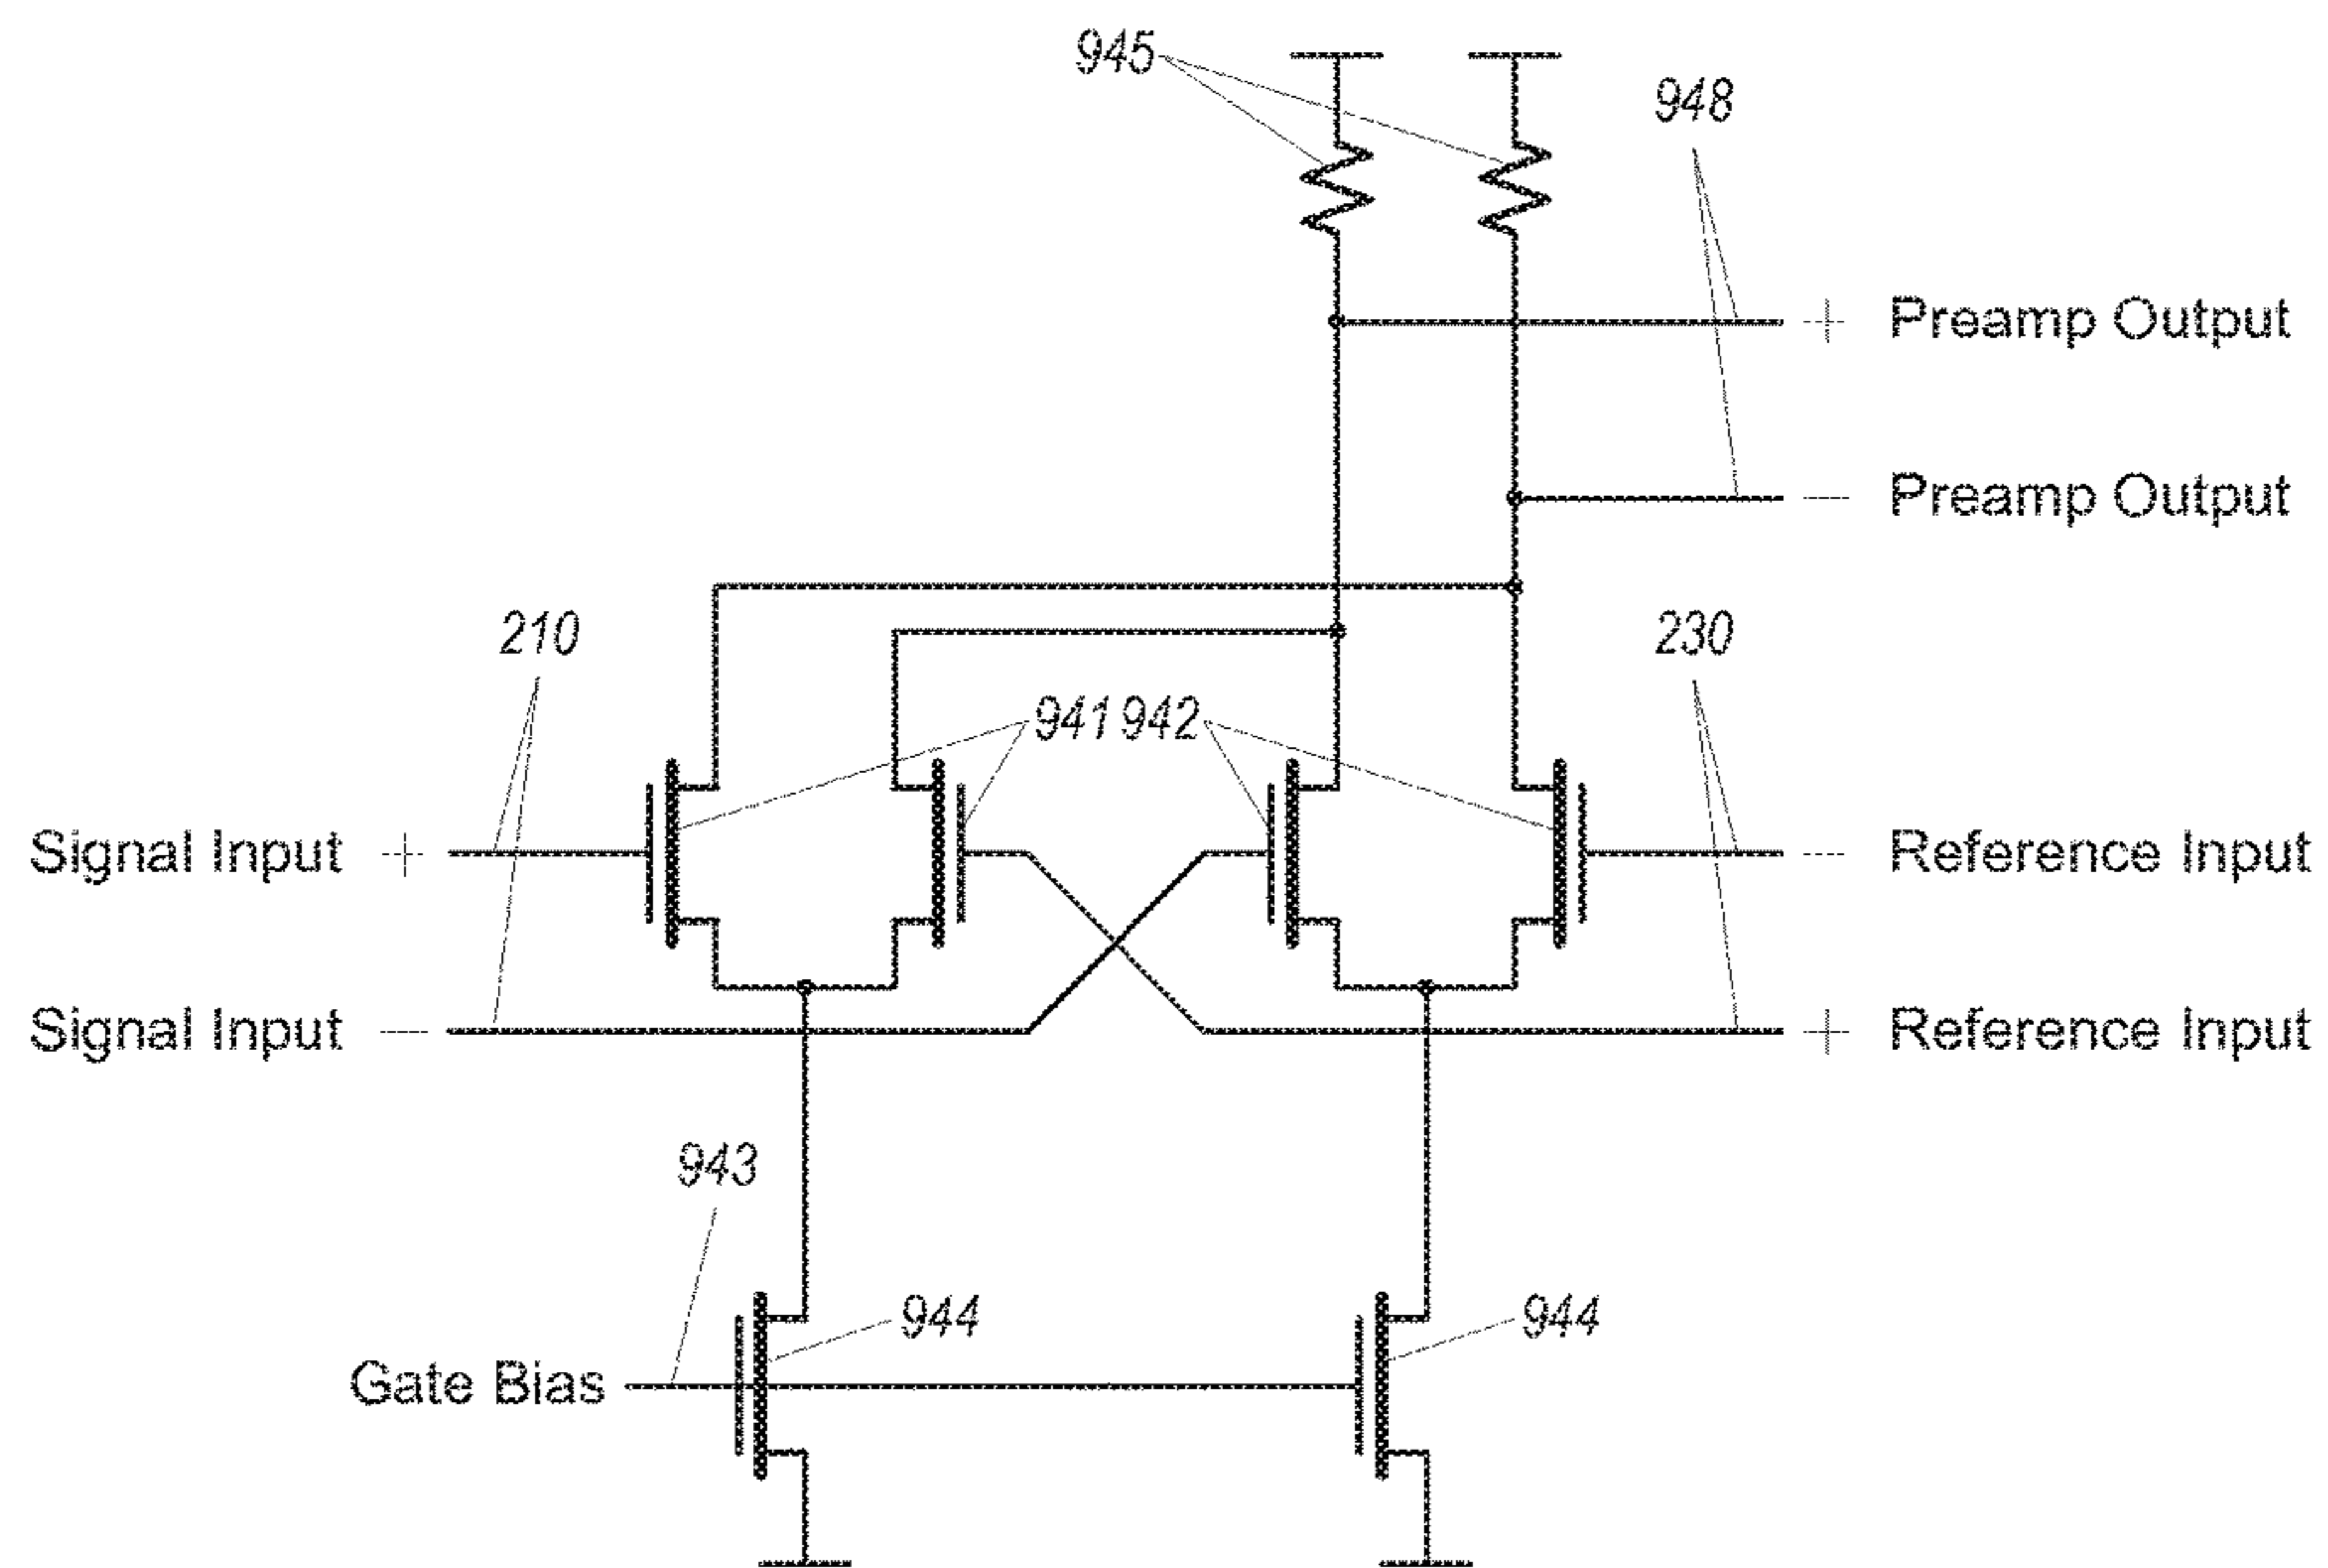 945
948
+ Preamp Output
— Preamp Output
210
230
941 942
Signal Input +
— Reference Input
Signal Input —
+ Reference Input
943
944
944
Gate Bias